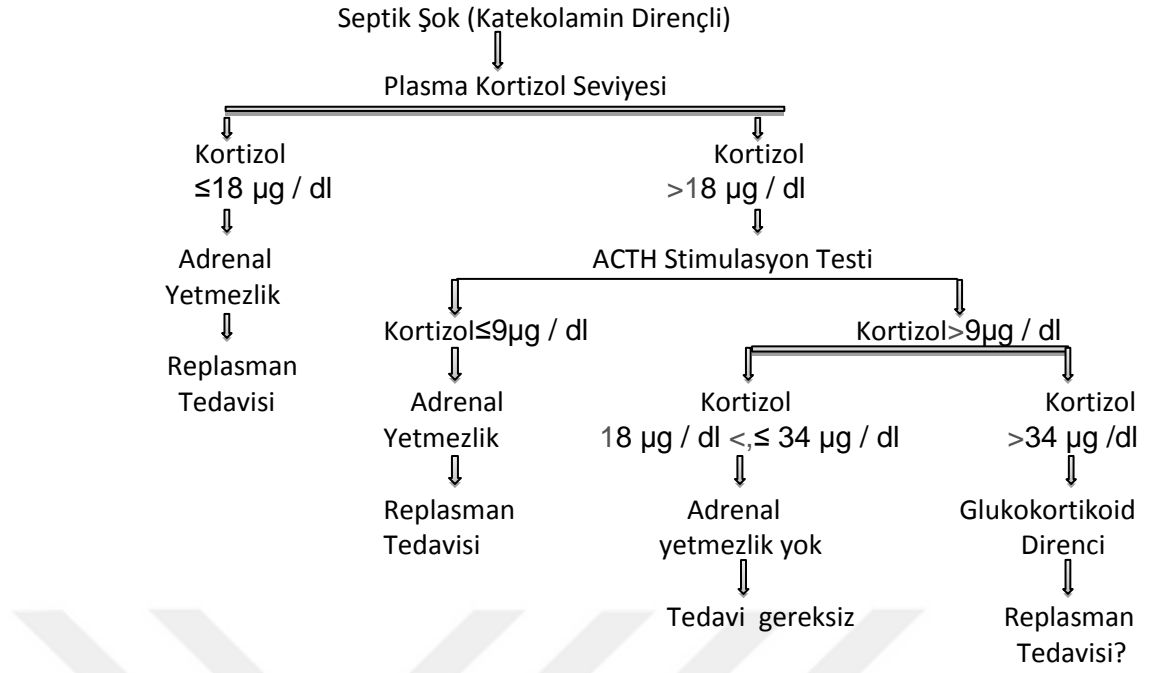 Septik Şok (Katekolamin Dirençli)
Plasma Kortizol Seviyesi
Kortizol
≤18 µg / dl
Adrenal
Yetmezlik
Replasman
Tedavisi
Kortizol
>18 µg / dl
ACTH Stimulasyon Testi
Kortizol≤9µg / dl
Adrenal
Yetmezlik
Replasman
Tedavisi
Kortizol>9µg / dl
Kortizol
18 µg / dl <,≤ 34 µg / dl
Adrenal
yetmezlik yok
Tedavi gereksiz
Kortizol
>34 µg /dl
Glukokortikoid
Direnci
Replasman
Tedavisi?